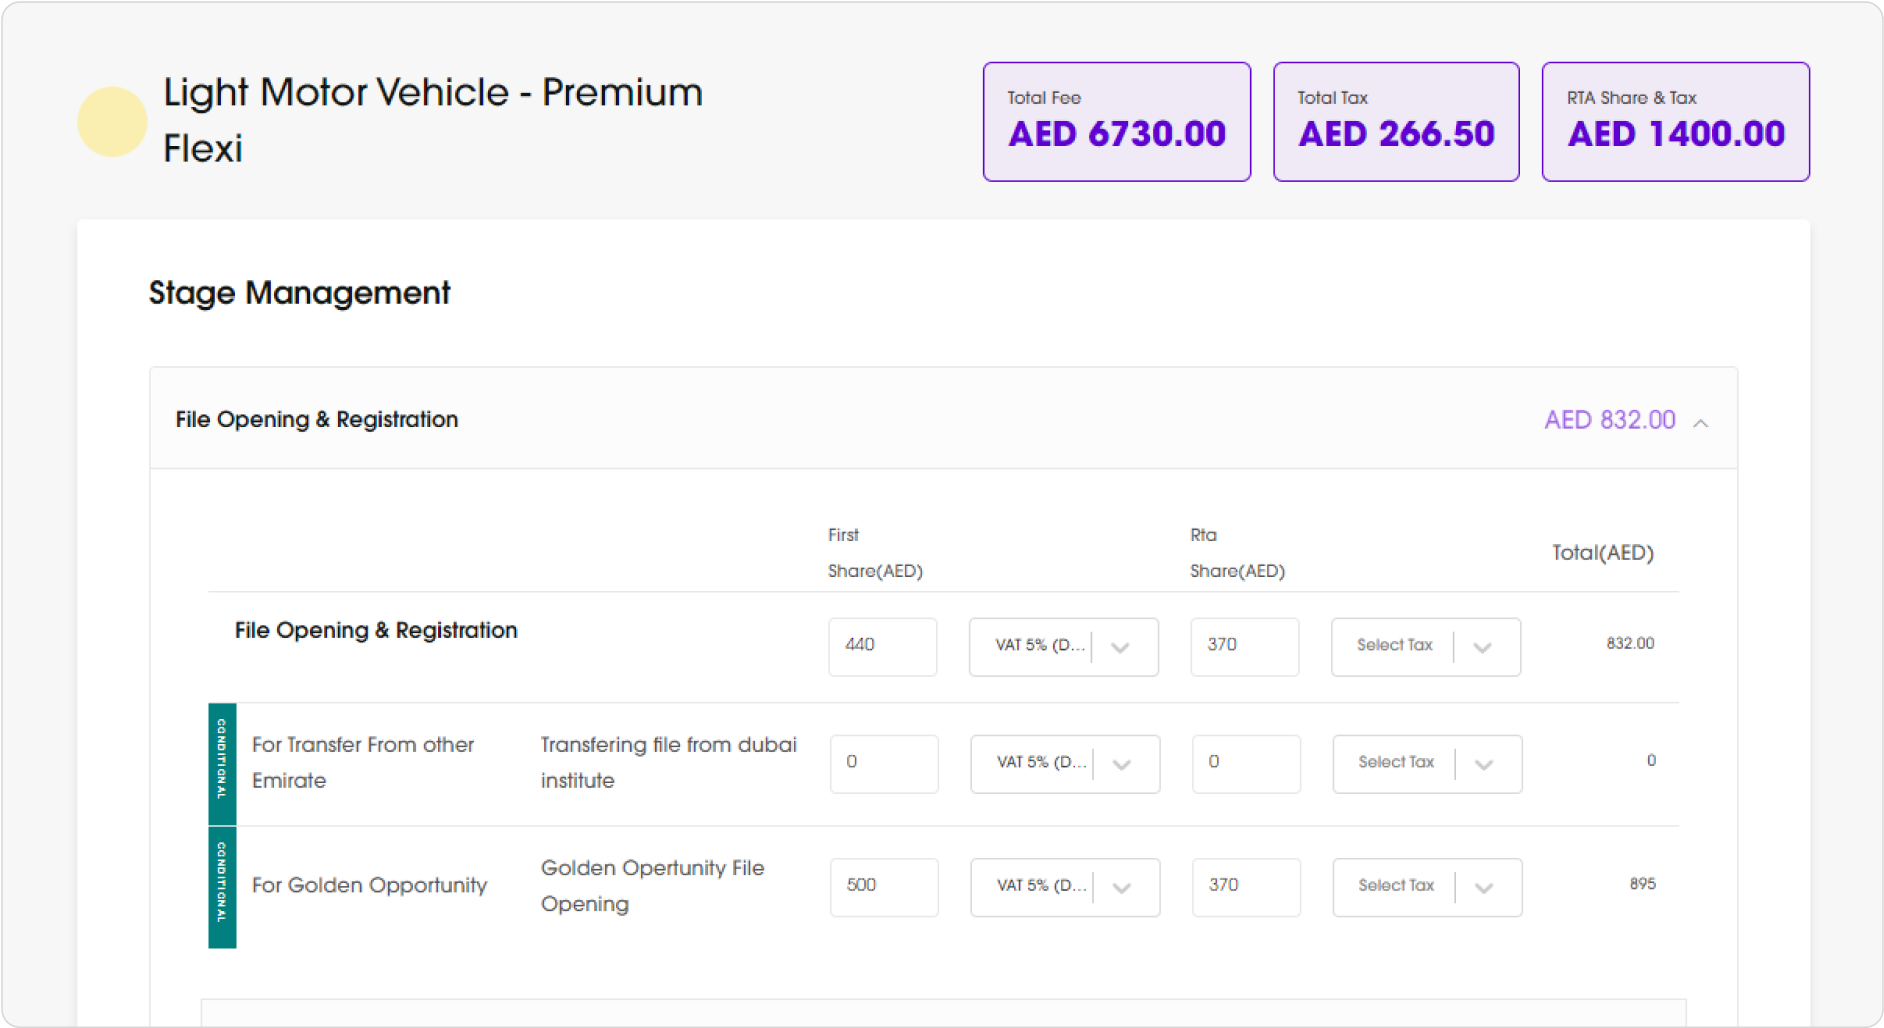 Light Motor Vehicle - Premium
Flexi
Total Fee
AED 6730.00
Total Tax
AED 266.50
RTA Share & Tax
AED 1400.00
Stage Management
File Opening & Registration
AED 832.00
First
Share(AED)
Rta
Share(AED)
Total(AED)
File Opening & Registration
440
VAT 5% (D...
370
Select Tax
832.00
CONDITIONAL
For Transfer From other
Emirate
Transfering file from dubai
institute
0
VAT 5% (D...
0
Select Tax
0
CONDITIONAL
For Golden Opportunity
Golden Opertunity File
Opening
500
VAT 5% (D...
370
Select Tax
895